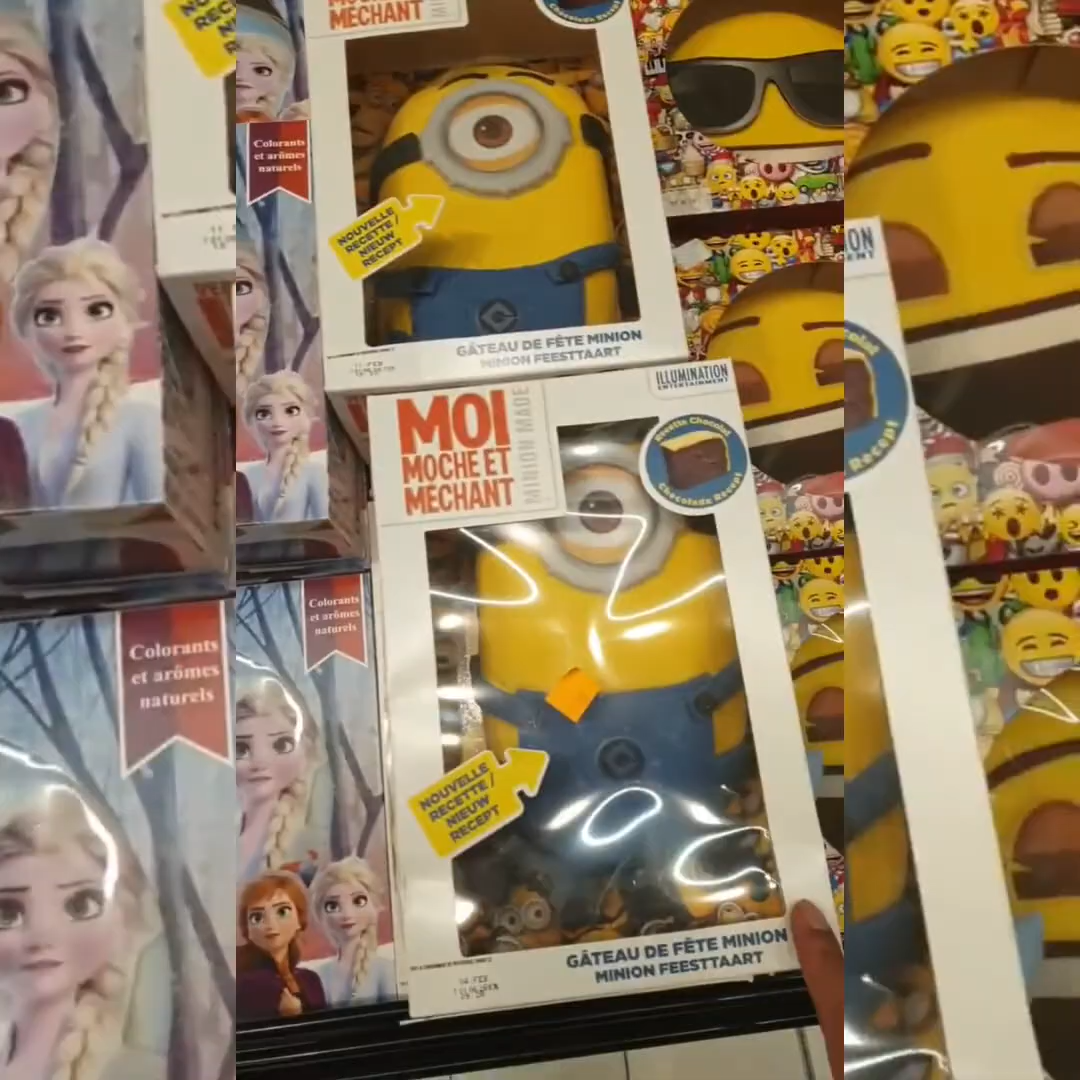 MOCHE ET
MECHANT
Colorants
et arômes
naturels
NOUVELLE
RECETTE /
NIEUW
RECEPT
GÂTEAU DE FÊTE MINION
MINION FEESTTAART
MOI
MOCHE ET
MECHANT
MINION MADE
ILLUMINATION
ENTERTAINMENT
Recette Chocolat
Chocolade Recept
NOUVELLE
RECETTE /
NIEUW
RECEPT
GÂTEAU DE FÊTE MINION
MINION FEESTTAART
Colorants
et arômes
naturels
Colorants
et arômes
naturels